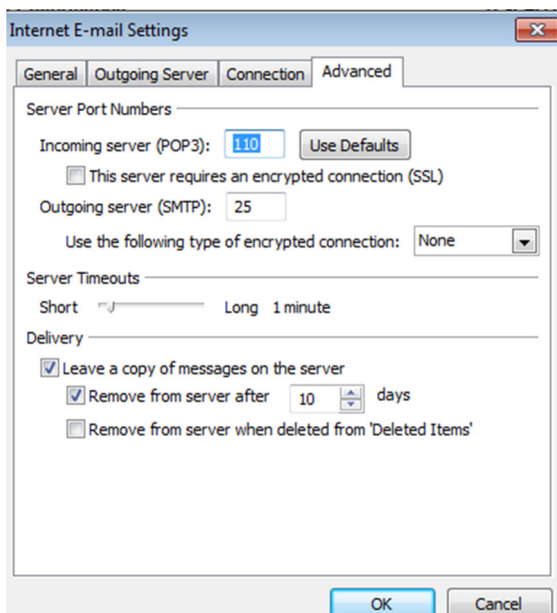 Internet E-mail Settings
General Outgoing Server Connection Advanced
Server Port Numbers
Incoming server (POP3): 110 Use Defaults
This server requires an encrypted connection (SSL)
Outgoing server (SMTP): 25
Use the following type of encrypted connection: None
Server Timeouts
Short Long 1 minute
Delivery
Leave a copy of messages on the server
Remove from server after 10 days
Remove from server when deleted from 'Deleted Items'
OK Cancel